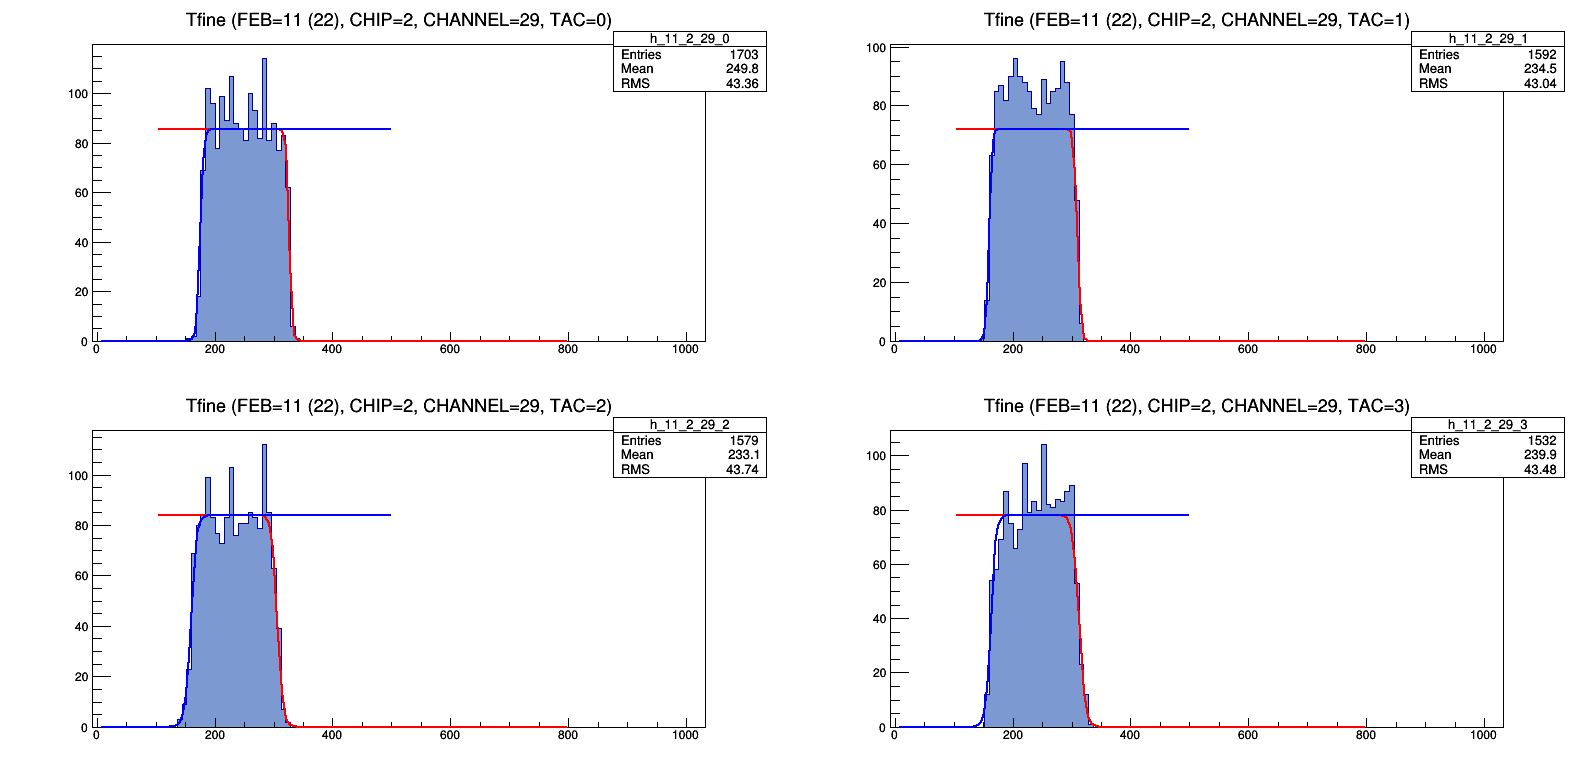 Tfine (FEB=11 (22), CHIP=2, CHANNEL=29, TAC=0)
h_11_2_29_0
Entries 1703
Mean 249.8
RMS 43.36
100
80
60
40
20
0
0 200 400 600 800 1000
Tfine (FEB=11 (22), CHIP=2, CHANNEL=29, TAC=1)
h_11_2_29_1
Entries 1592
Mean 234.5
RMS 43.04
100
80
60
40
20
0
0 200 400 600 800 1000
Tfine (FEB=11 (22), CHIP=2, CHANNEL=29, TAC=2)
h_11_2_29_2
Entries 1579
Mean 233.1
RMS 43.74
100
80
60
40
20
0
0 200 400 600 800 1000
Tfine (FEB=11 (22), CHIP=2, CHANNEL=29, TAC=3)
h_11_2_29_3
Entries 1532
Mean 239.9
RMS 43.48
100
80
60
40
20
0
0 200 400 600 800 1000